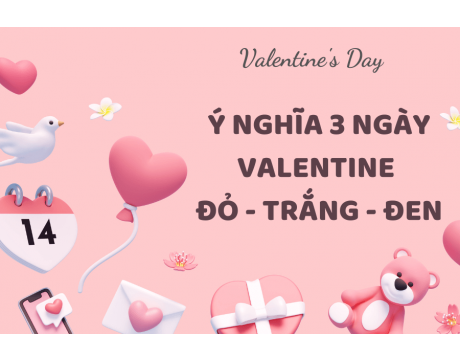 Valentine's Day
Ý NGHĨA 3 NGÀY
VALENTINE
ĐỎ - TRẮNG - ĐEN
14